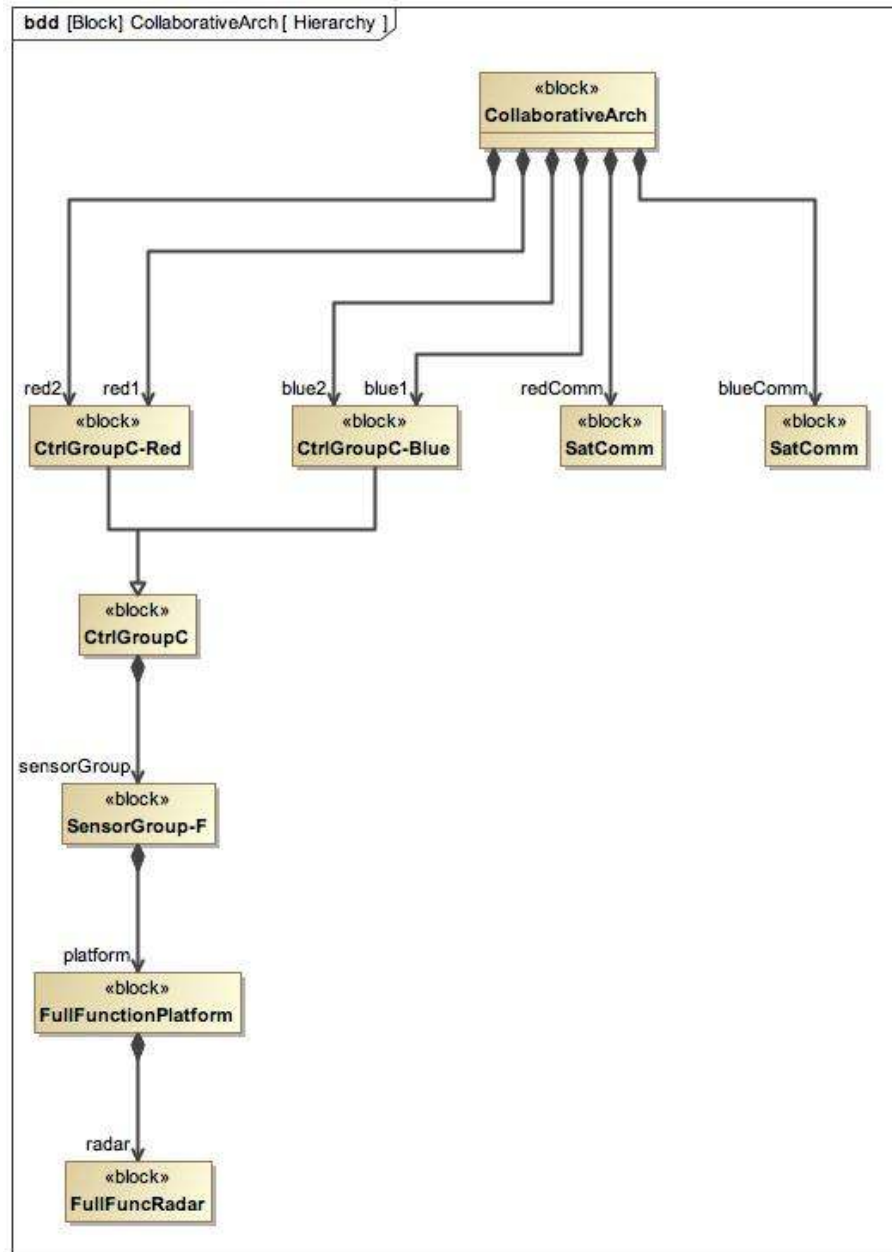 bdd [Block] CollaborativeArch [ Hierarchy ]
«block»
CollaborativeArch
red2
red1
blue2
blue1
redComm
blueComm
«block»
CtrlGroupC-Red
«block»
CtrlGroupC-Blue
«block»
SatComm
«block»
SatComm
«block»
CtrlGroupC
sensorGroup
«block»
SensorGroup-F
platform
«block»
FullFunctionPlatform
radar
«block»
FullFuncRadar